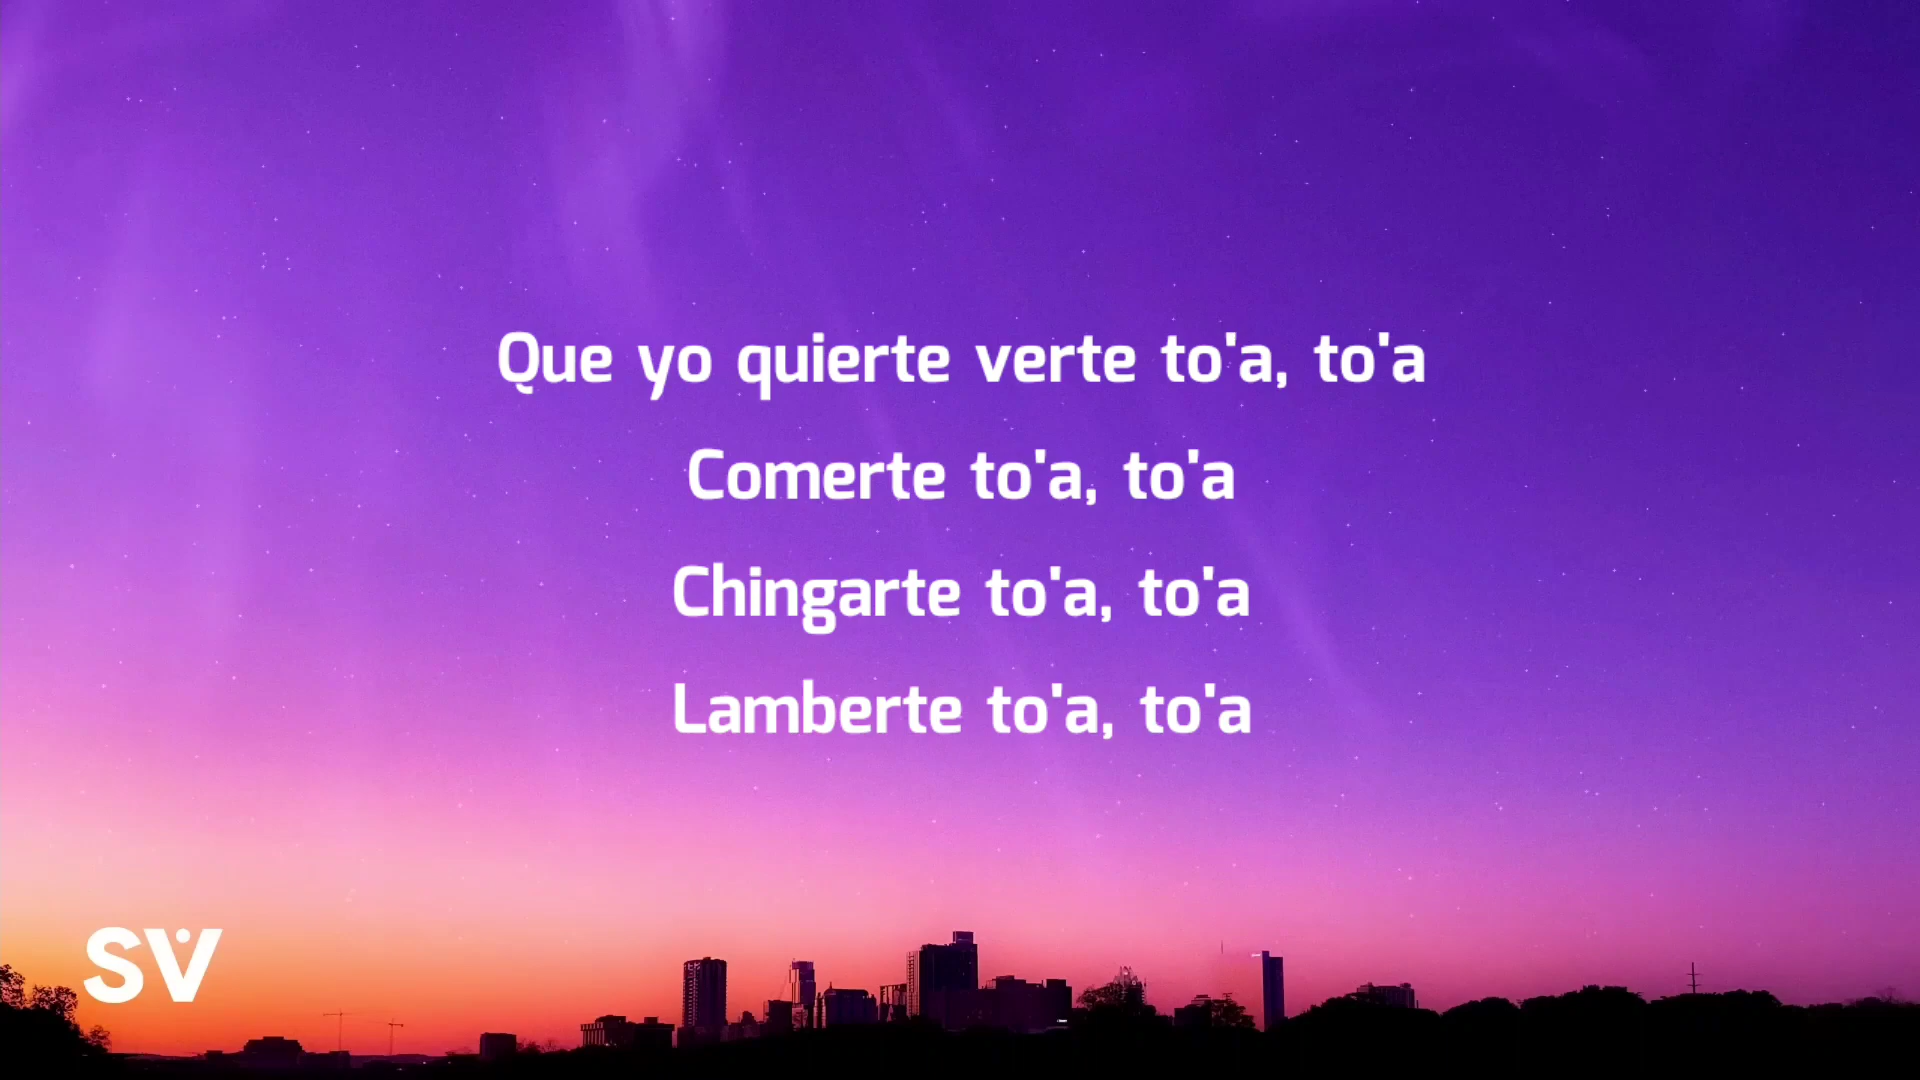 Que yo quierte verte to'a, to'a
Comerte to'a, to'a
Chingarte to'a, to'a
Lamberte to'a, to'a
SV